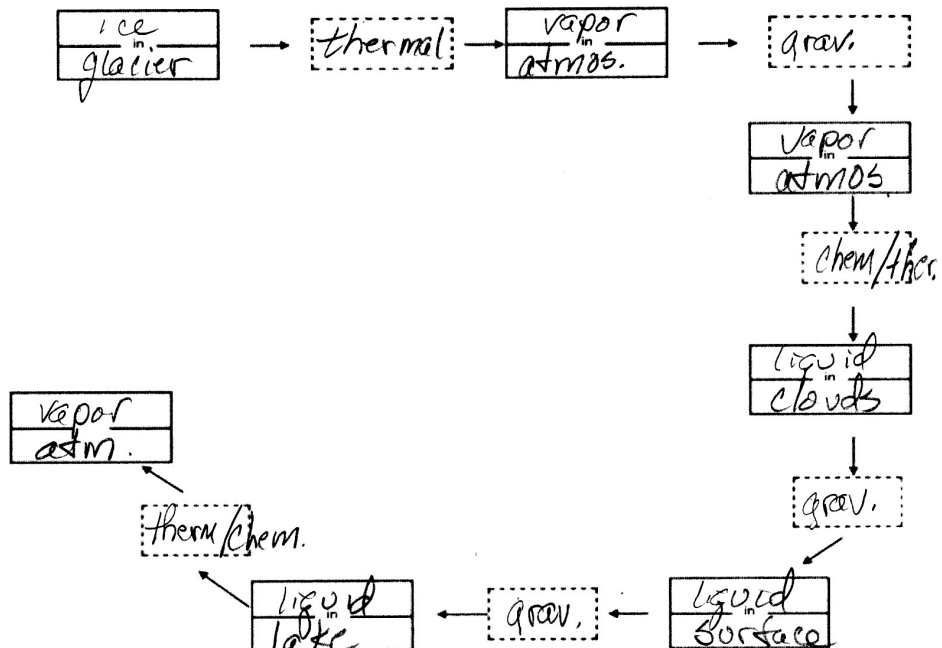 ice
in
glacier
thermal
vapor
in
atmos.
grav.
vapor
in
atmos
chem/ther.
liquid
in
clouds
grav.
liquid
in
surface
grav.
liquid
in
lake
therm/chem.
vapor
atm.